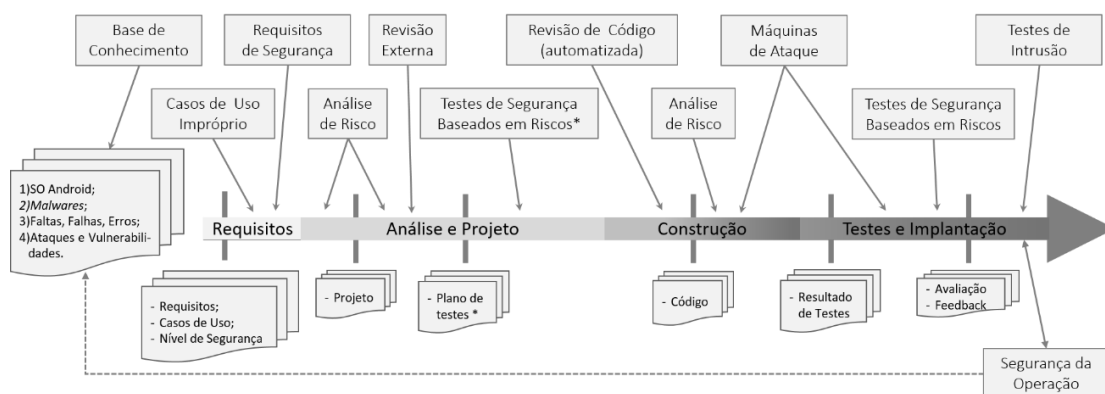 Base de
Conhecimento
Requisitos
de Segurança
Revisão
Externa
Revisão de Código
(automatizada)
Máquinas
de Ataque
Testes de
Intrusão
Casos de Uso
Impróprio
Análise
de Risco
Testes de Segurança
Baseados em Riscos*
Análise
de Risco
Testes de Segurança
Baseados em Riscos
1)SO Android;
2)Malwares;
3)Faltas, Falhas, Erros;
4)Ataques e Vulnerabili-
dades.
Requisitos
Análise e Projeto
Construção
Testes e Implantação
- Requisitos;
- Casos de Uso;
- Nível de Segurança
- Projeto
- Plano de
testes *
- Código
- Resultado
de Testes
- Avaliação
- Feedback
Segurança da
Operação